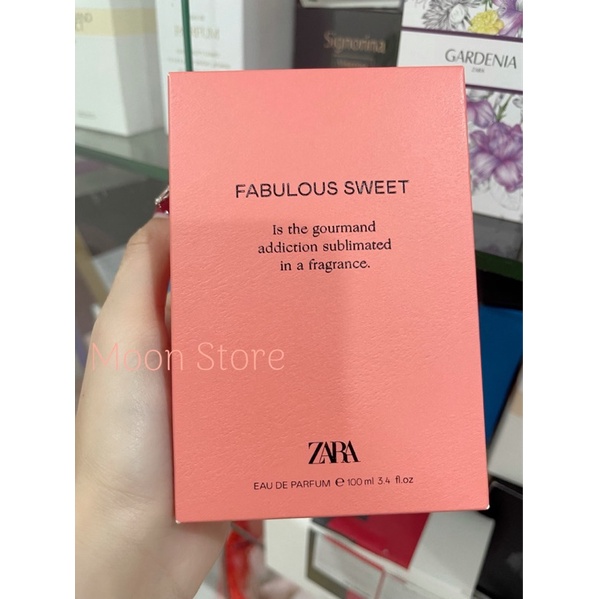 Signorina
GARDENIA
ZARA
FABULOUS SWEET
Is the gourmand
addiction sublimated
in a fragrance.
Moon Store
ZARA
EAU DE PARFUM ℮ 100 ml 3.4 fl.oz